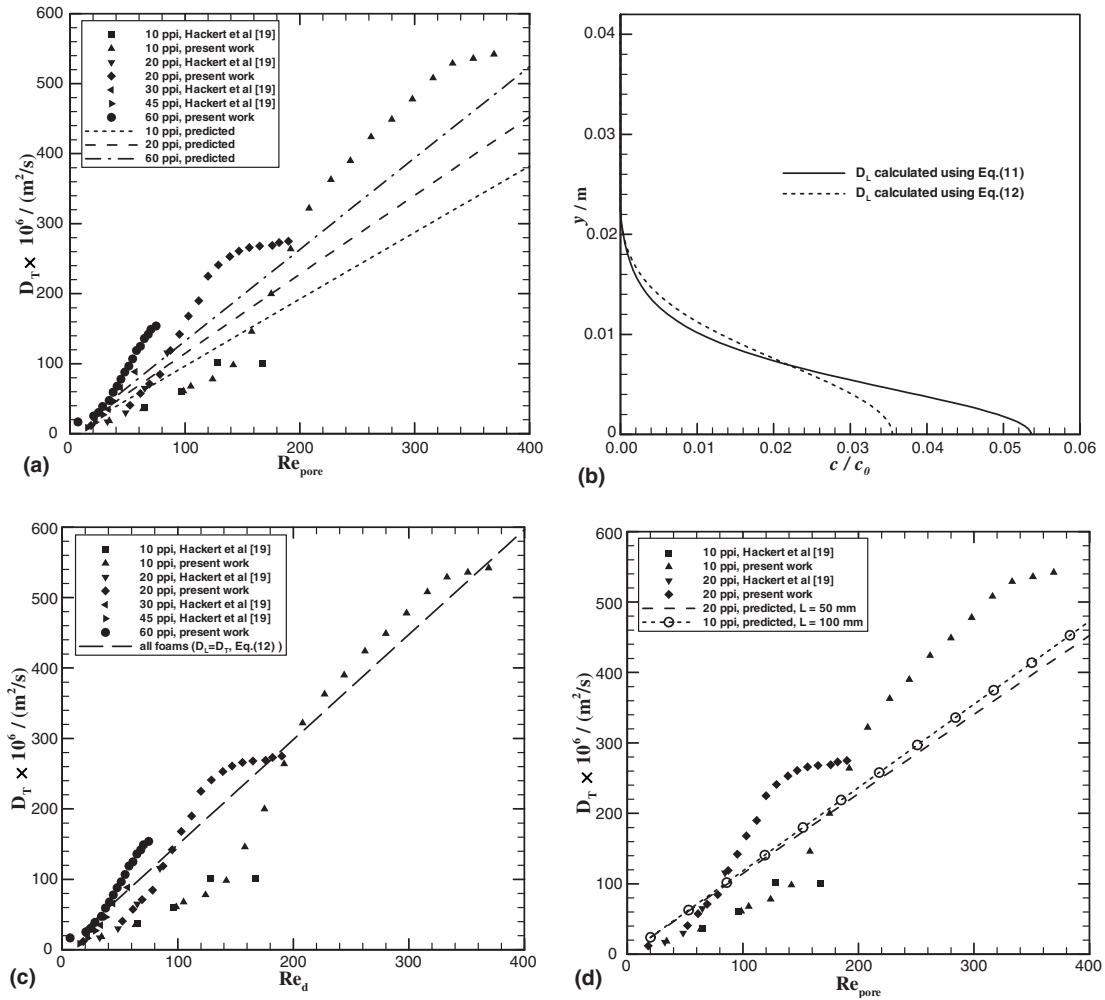 600
500
400
300
200
100
0
0
100
200
300
400
D_T × 10^6 / (m^2/s)
Re_pore
10 ppi, Hackert et al [19]
10 ppi, present work
20 ppi, Hackert et al [19]
20 ppi, present work
30 ppi, Hackert et al [19]
45 ppi, Hackert et al [19]
60 ppi, present work
10 ppi, predicted
20 ppi, predicted
60 ppi, predicted
(a)
0.04
0.03
0.02
0.01
0
0.00
0.01
0.02
0.03
0.04
0.05
0.06
y / m
c / c_0
D_L calculated using Eq.(11)
D_L calculated using Eq.(12)
(b)
600
500
400
300
200
100
0
0
100
200
300
400
D_T × 10^6 / (m^2/s)
Re_d
10 ppi, Hackert et al [19]
10 ppi, present work
20 ppi, Hackert et al [19]
20 ppi, present work
30 ppi, Hackert et al [19]
45 ppi, Hackert et al [19]
60 ppi, present work
all foams (D_L=D_T, Eq.(12) )
(c)
600
500
400
300
200
100
0
0
100
200
300
400
D_T × 10^6 / (m^2/s)
Re_pore
10 ppi, Hackert et al [19]
10 ppi, present work
20 ppi, Hackert et al [19]
20 ppi, present work
20 ppi, predicted, L = 50 mm
10 ppi, predicted, L = 100 mm
(d)